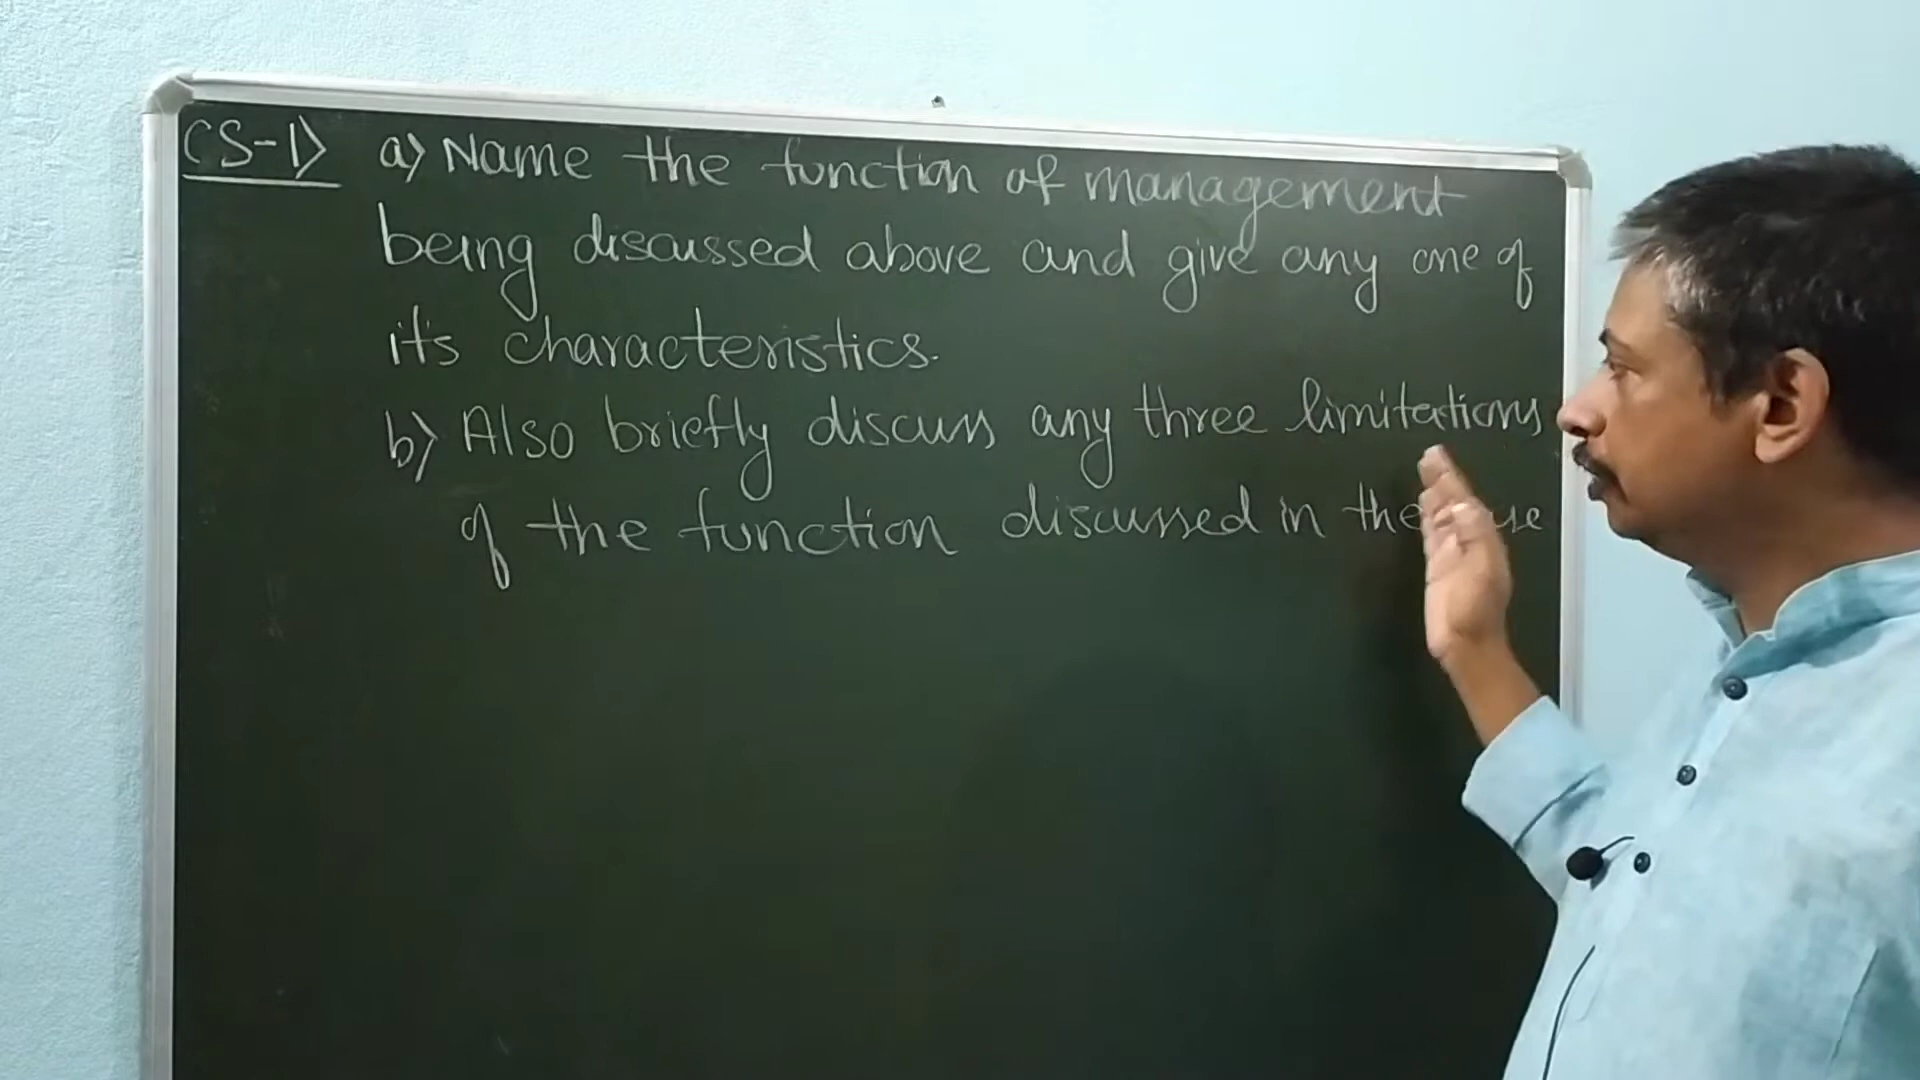 CS-1) a) Name the function of management
being discussed above and give any one of
it's characteristics.
b) Also briefly discuss any three limitations
of the function discussed in the